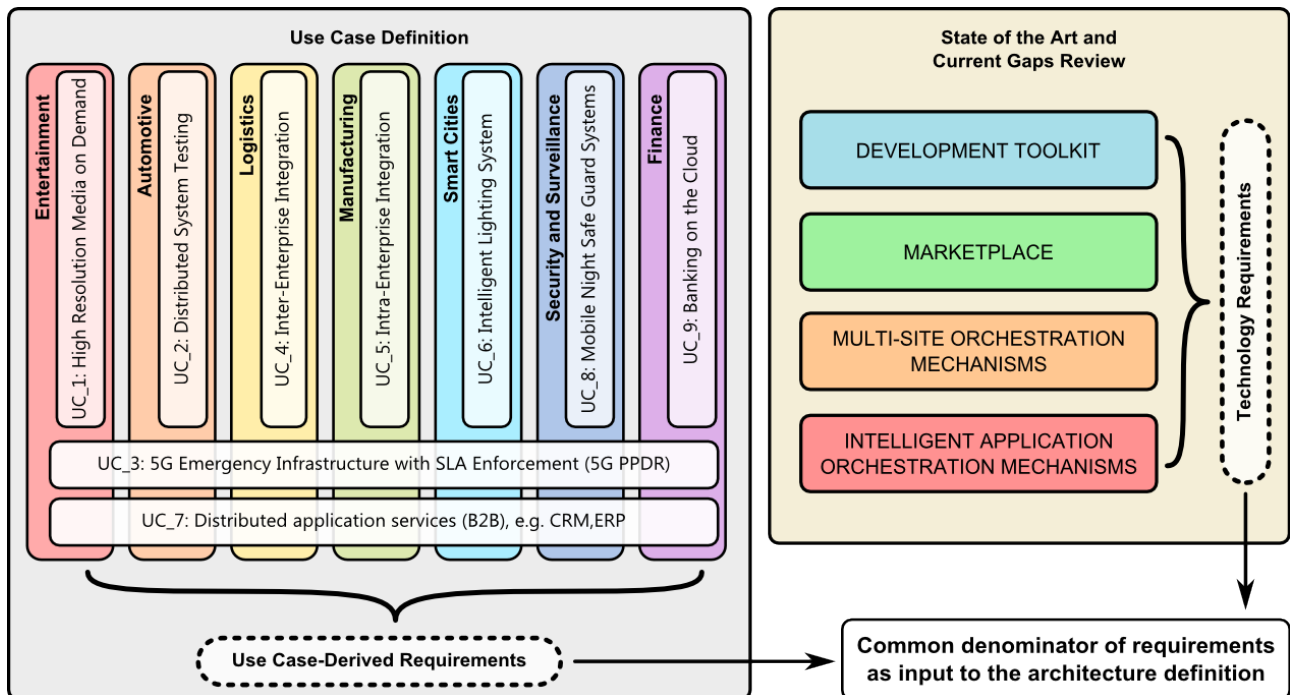 Use Case Definition
Entertainment
UC_1: High Resolution Media on Demand
Automotive
UC_2: Distributed System Testing
Logistics
UC_4: Inter-Enterprise Integration
Manufacturing
UC_5: Intra-Enterprise Integration
Smart Cities
UC_6: Intelligent Lighting System
Security and Surveillance
UC_8: Mobile Night Safe Guard Systems
Finance
UC_9: Banking on the Cloud
UC_3: 5G Emergency Infrastructure with SLA Enforcement (5G PPDR)
UC_7: Distributed application services (B2B), e.g. CRM,ERP
Use Case-Derived Requirements
State of the Art and
Current Gaps Review
DEVELOPMENT TOOLKIT
MARKETPLACE
MULTI-SITE ORCHESTRATION
MECHANISMS
INTELLIGENT APPLICATION
ORCHESTRATION MECHANISMS
Technology Requirements
Common denominator of requirements
as input to the architecture definition